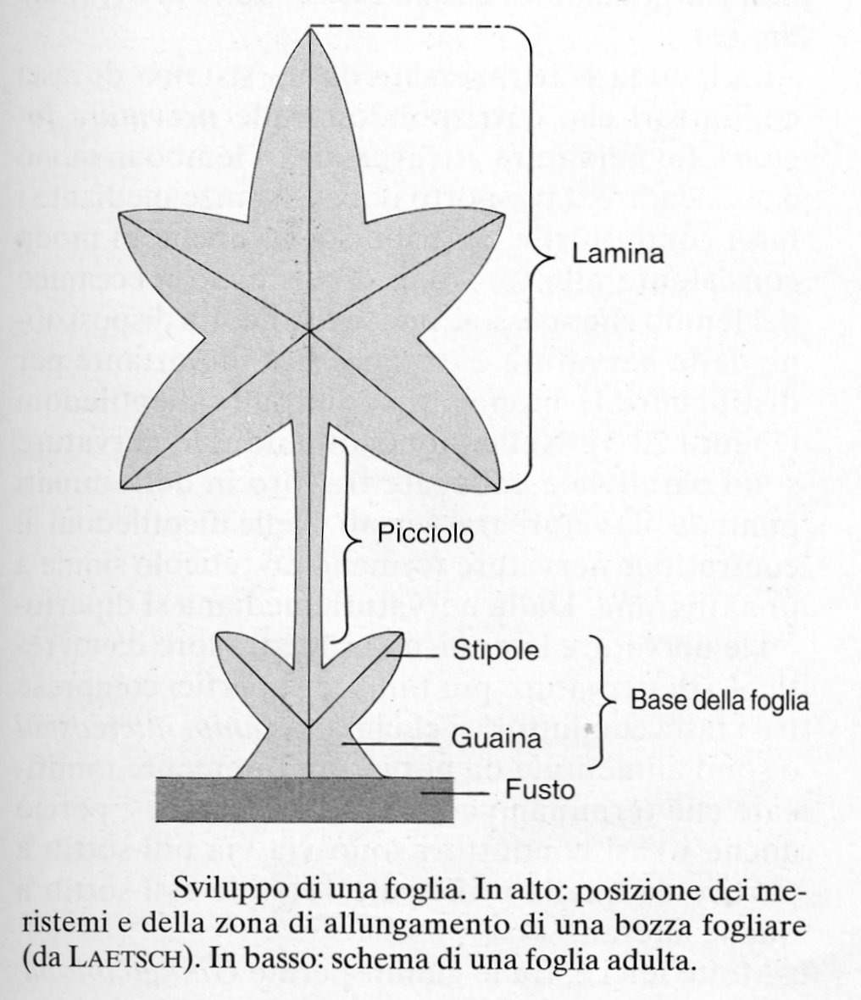 Lamina
Picciolo
Stipole
Base della foglia
Guaina
Fusto
Sviluppo di una foglia. In alto: posizione dei me-
ristemi e della zona di allungamento di una bozza fogliare
(da LAETSCH). In basso: schema di una foglia adulta.